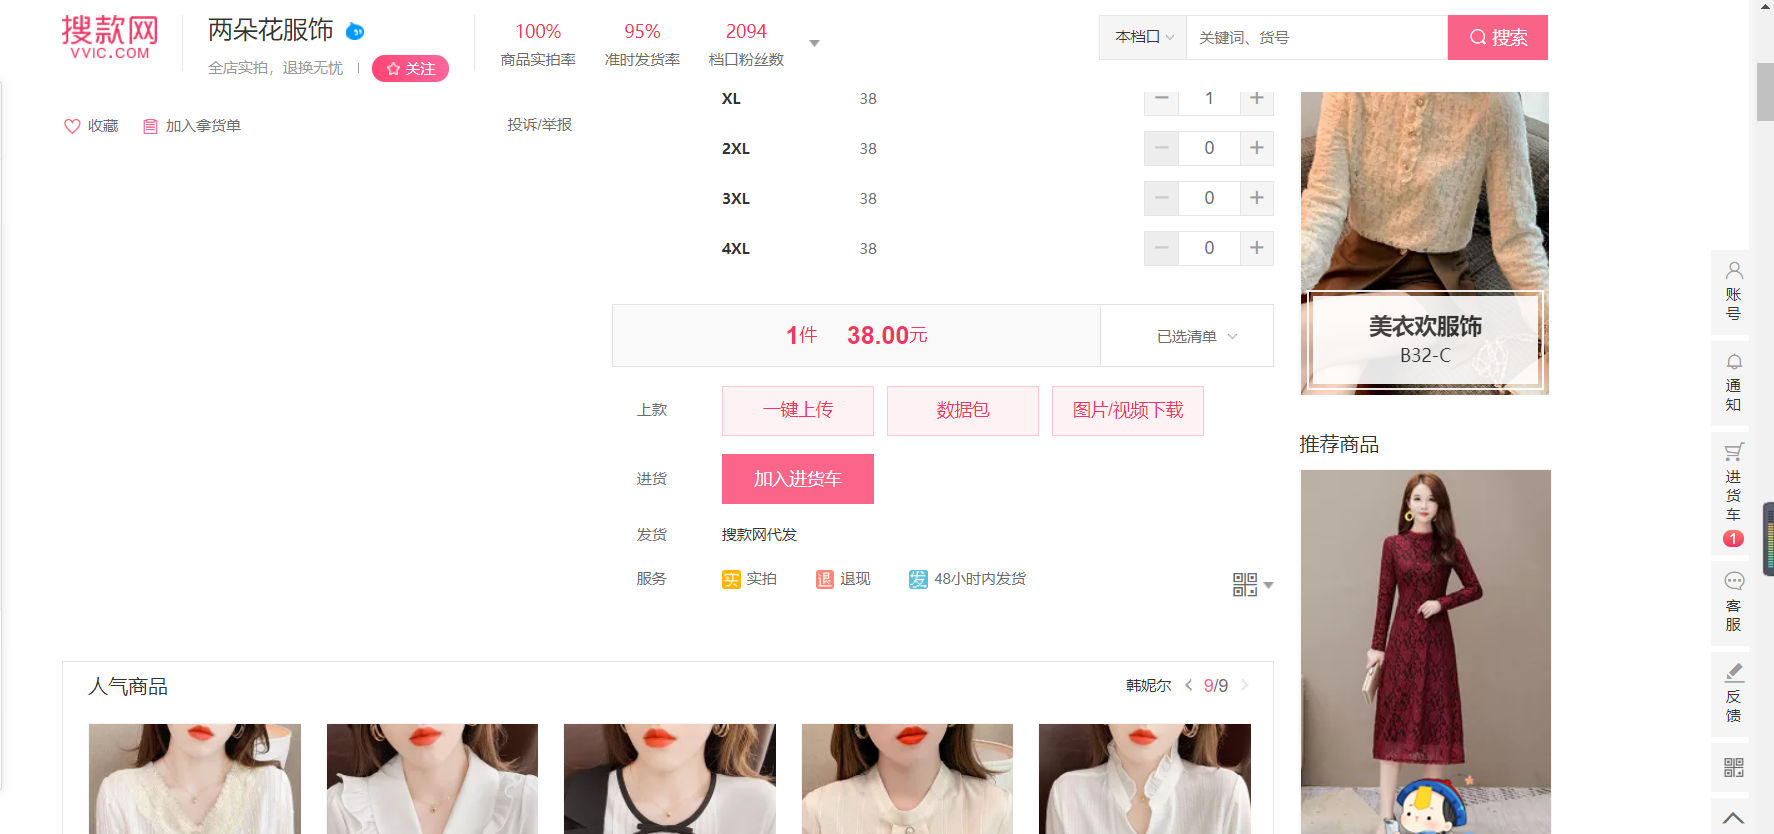 搜款网
VVIC.COM
两朵花服饰
全店实拍，退换无忧
关注
100%
商品实拍率
95%
准时发货率
2094
档口粉丝数
本档口
关键词、货号
搜索
收藏
加入拿货单
投诉/举报
XL 38 1
2XL 38 0
3XL 38 0
4XL 38 0
1件 38.00元
已选清单
上款
一键上传
数据包
图片/视频下载
进货
加入进货车
发货
搜款网代发
服务
实 实拍
退 退现
发 48小时内发货
美衣欢服饰
B32-C
推荐商品
人气商品
韩妮尔
9/9
账号
通知
进货车
1
客服
反馈